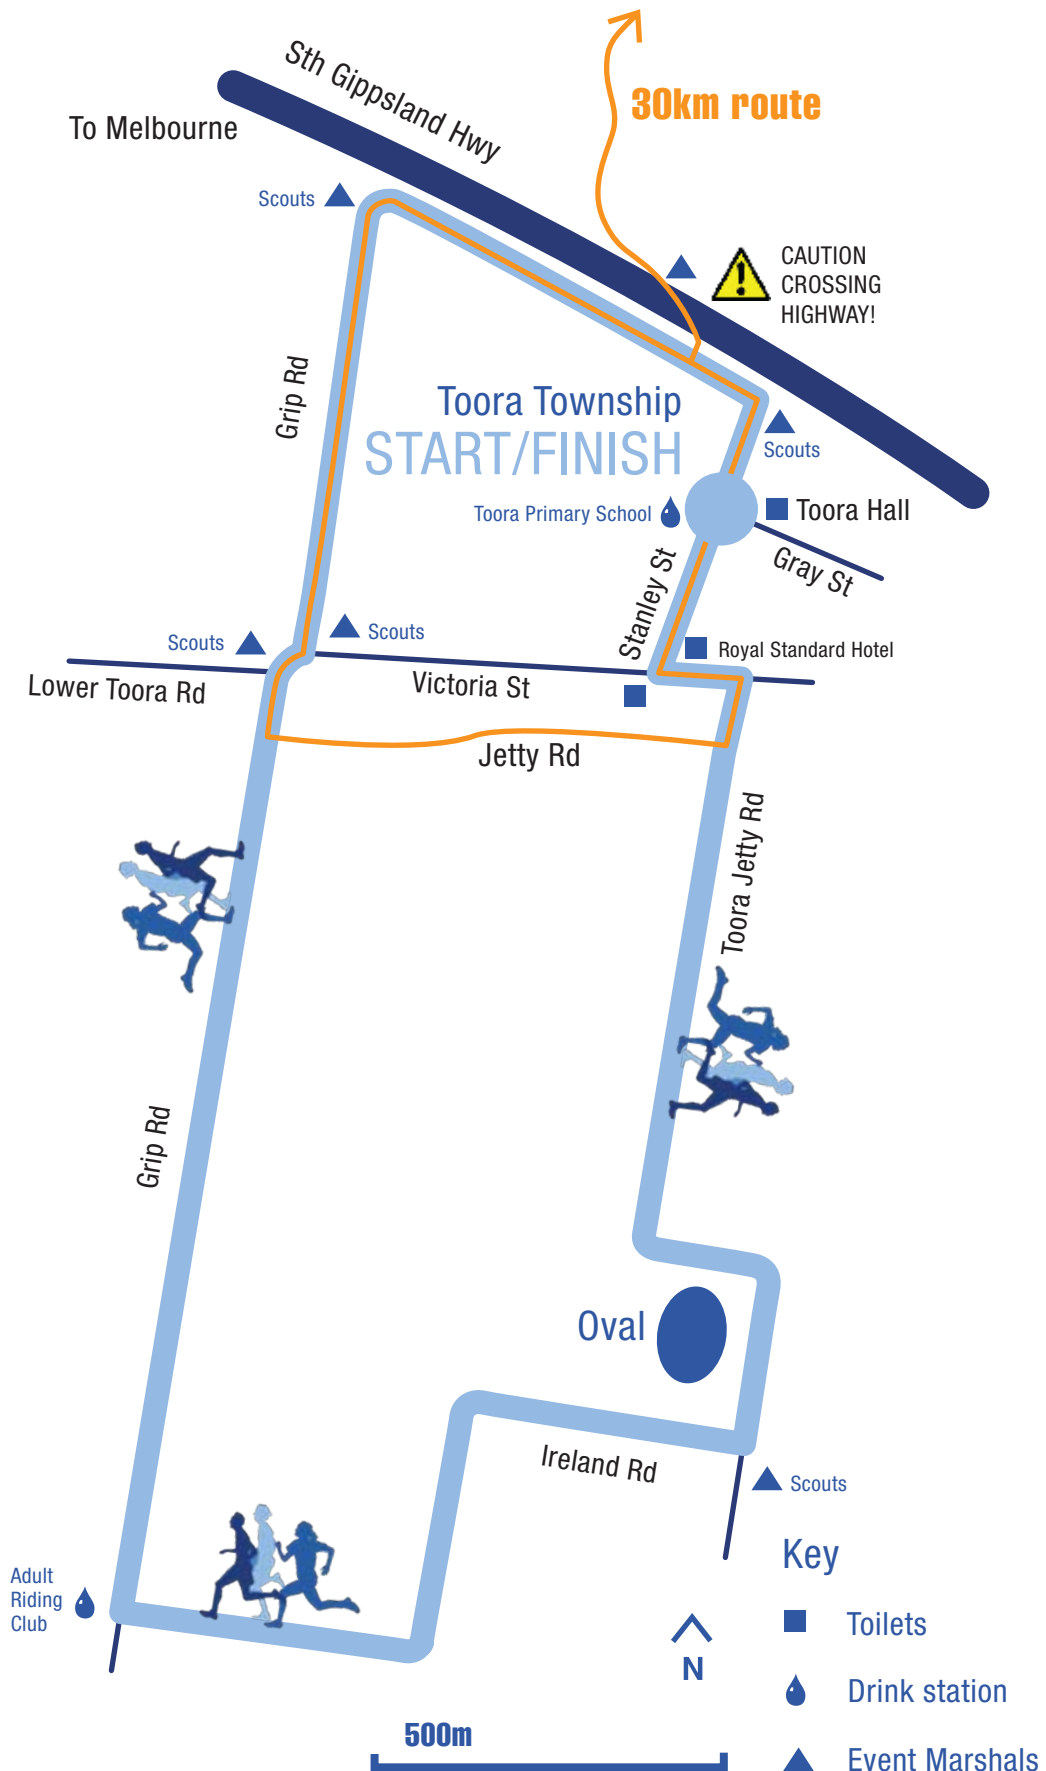 Sth Gippsland Hwy
30km route
To Melbourne
Scouts
CAUTION
CROSSING
HIGHWAY!
Grip Rd
Toora Township
START/FINISH
Scouts
Toora Primary School
Toora Hall
Gray St
Stanley St
Scouts
Scouts
Royal Standard Hotel
Lower Toora Rd
Victoria St
Jetty Rd
Toora Jetty Rd
Grip Rd
Oval
Ireland Rd
Scouts
Adult
Riding
Club
Key
N
Toilets
Drink station
500m
Event Marshals